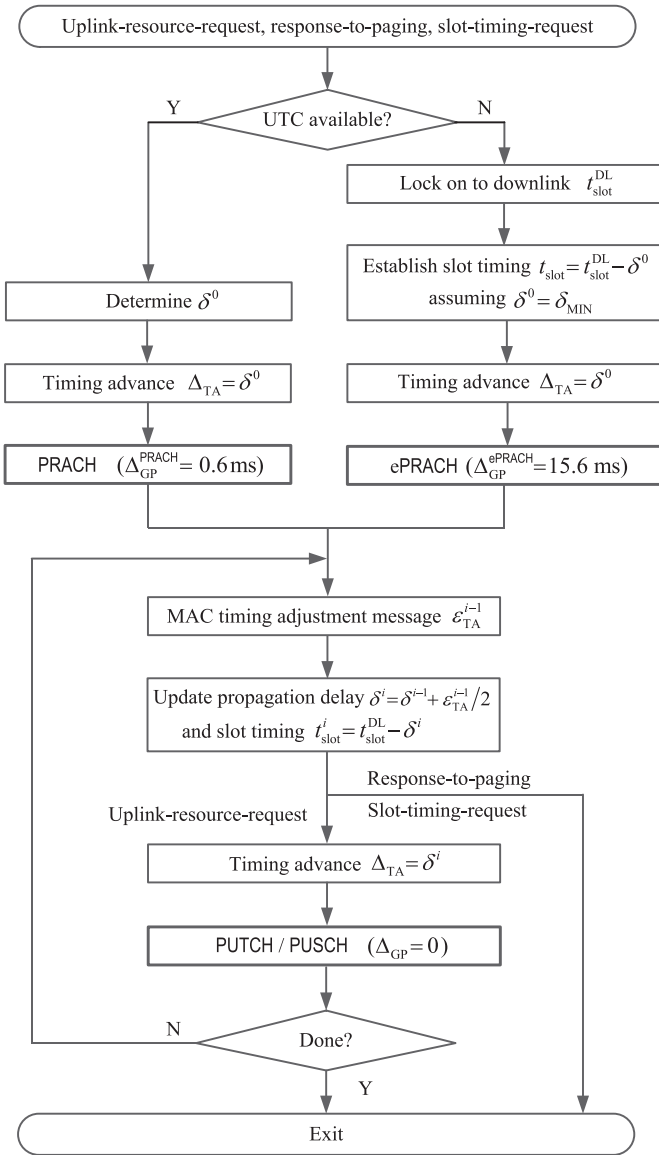 Uplink-resource-request, response-to-paging, slot-timing-request
UTC available?
Y
N
Lock on to downlink t_slot^DL
Establish slot timing t_slot = t_slot^DL − δ^0
assuming δ^0 = δ_MIN
Determine δ^0
Timing advance Δ_TA = δ^0
Timing advance Δ_TA = δ^0
PRACH (Δ_GP^PRACH = 0.6 ms)
ePRACH (Δ_GP^ePRACH = 15.6 ms)
MAC timing adjustment message ε_TA^i−1
Update propagation delay δ^i = δ^i−1 + ε_TA^i−1/2
and slot timing t_slot^i = t_slot^DL − δ^i
Response-to-paging
Uplink-resource-request
Slot-timing-request
Timing advance Δ_TA = δ^i
PUTCH / PUSCH (Δ_GP = 0)
N
Done?
Y
Exit